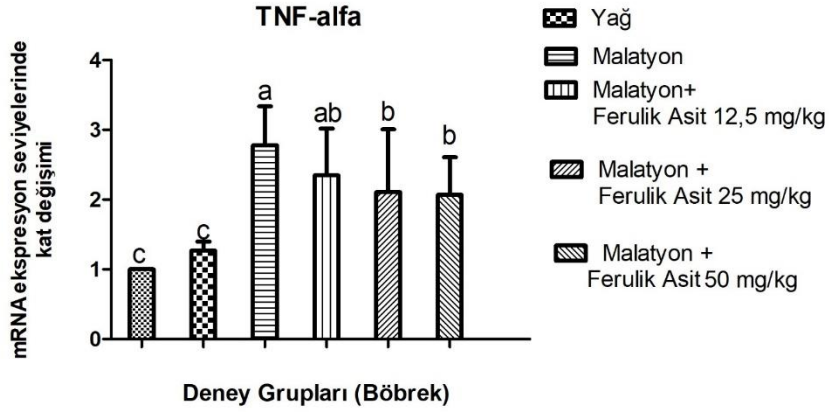 TNF-alfa
mRNA ekspresyon seviyelerinde
kat değişimi
4
3
2
1
0
c
c
a
ab
b
b
Deney Grupları (Böbrek)
Yağ
Malatyon
Malatyon+
Ferulik Asit 12,5 mg/kg
Malatyon +
Ferulik Asit 25 mg/kg
Malatyon +
Ferulik Asit 50 mg/kg